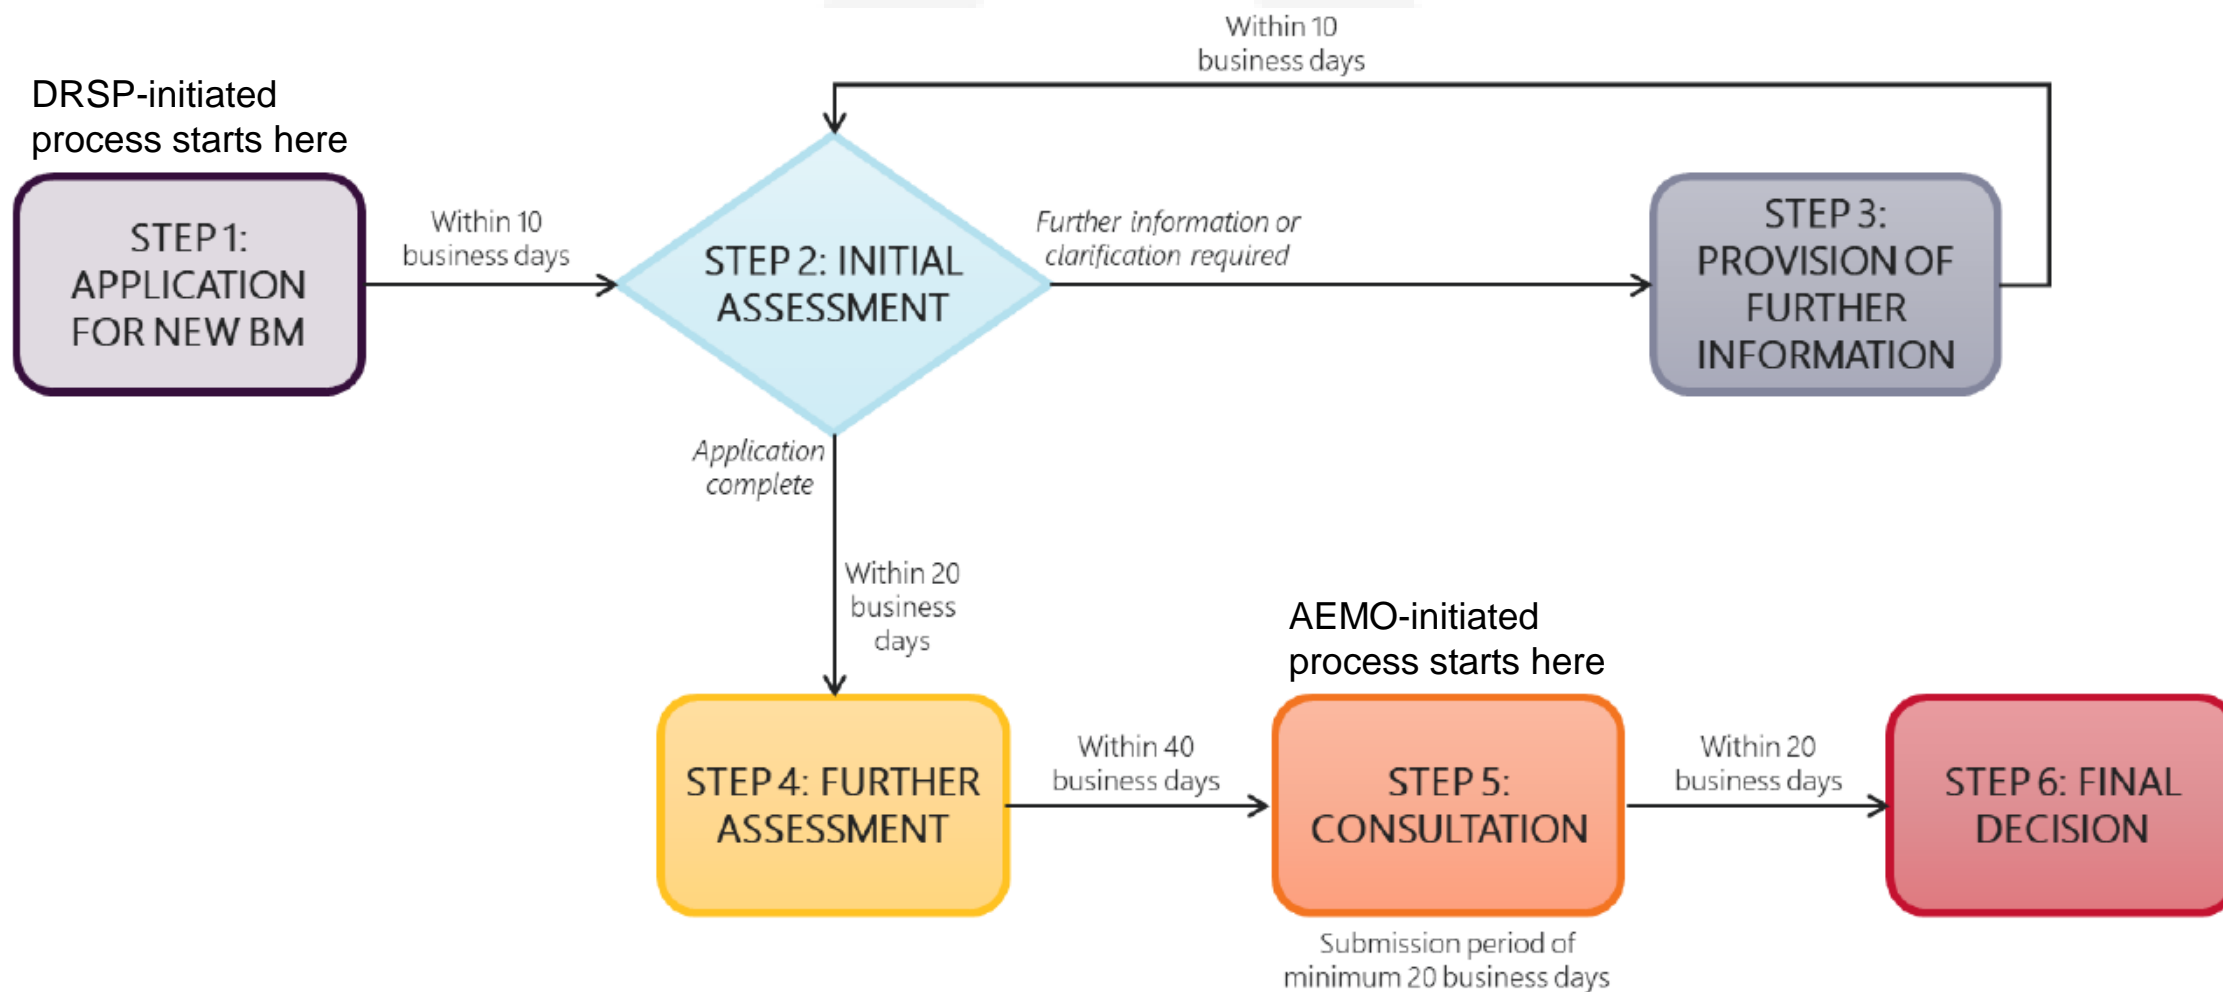 Within 10
business days
DRSP-initiated
process starts here
STEP 1:
APPLICATION
FOR NEW BM
Within 10
business days
STEP 2: INITIAL
ASSESSMENT
Further information or
clarification required
STEP 3:
PROVISION OF
FURTHER
INFORMATION
Application
complete
Within 20
business
days
AEMO-initiated
process starts here
STEP 4: FURTHER
ASSESSMENT
Within 40
business days
STEP 5:
CONSULTATION
Within 20
business days
STEP 6: FINAL
DECISION
Submission period of
minimum 20 business days